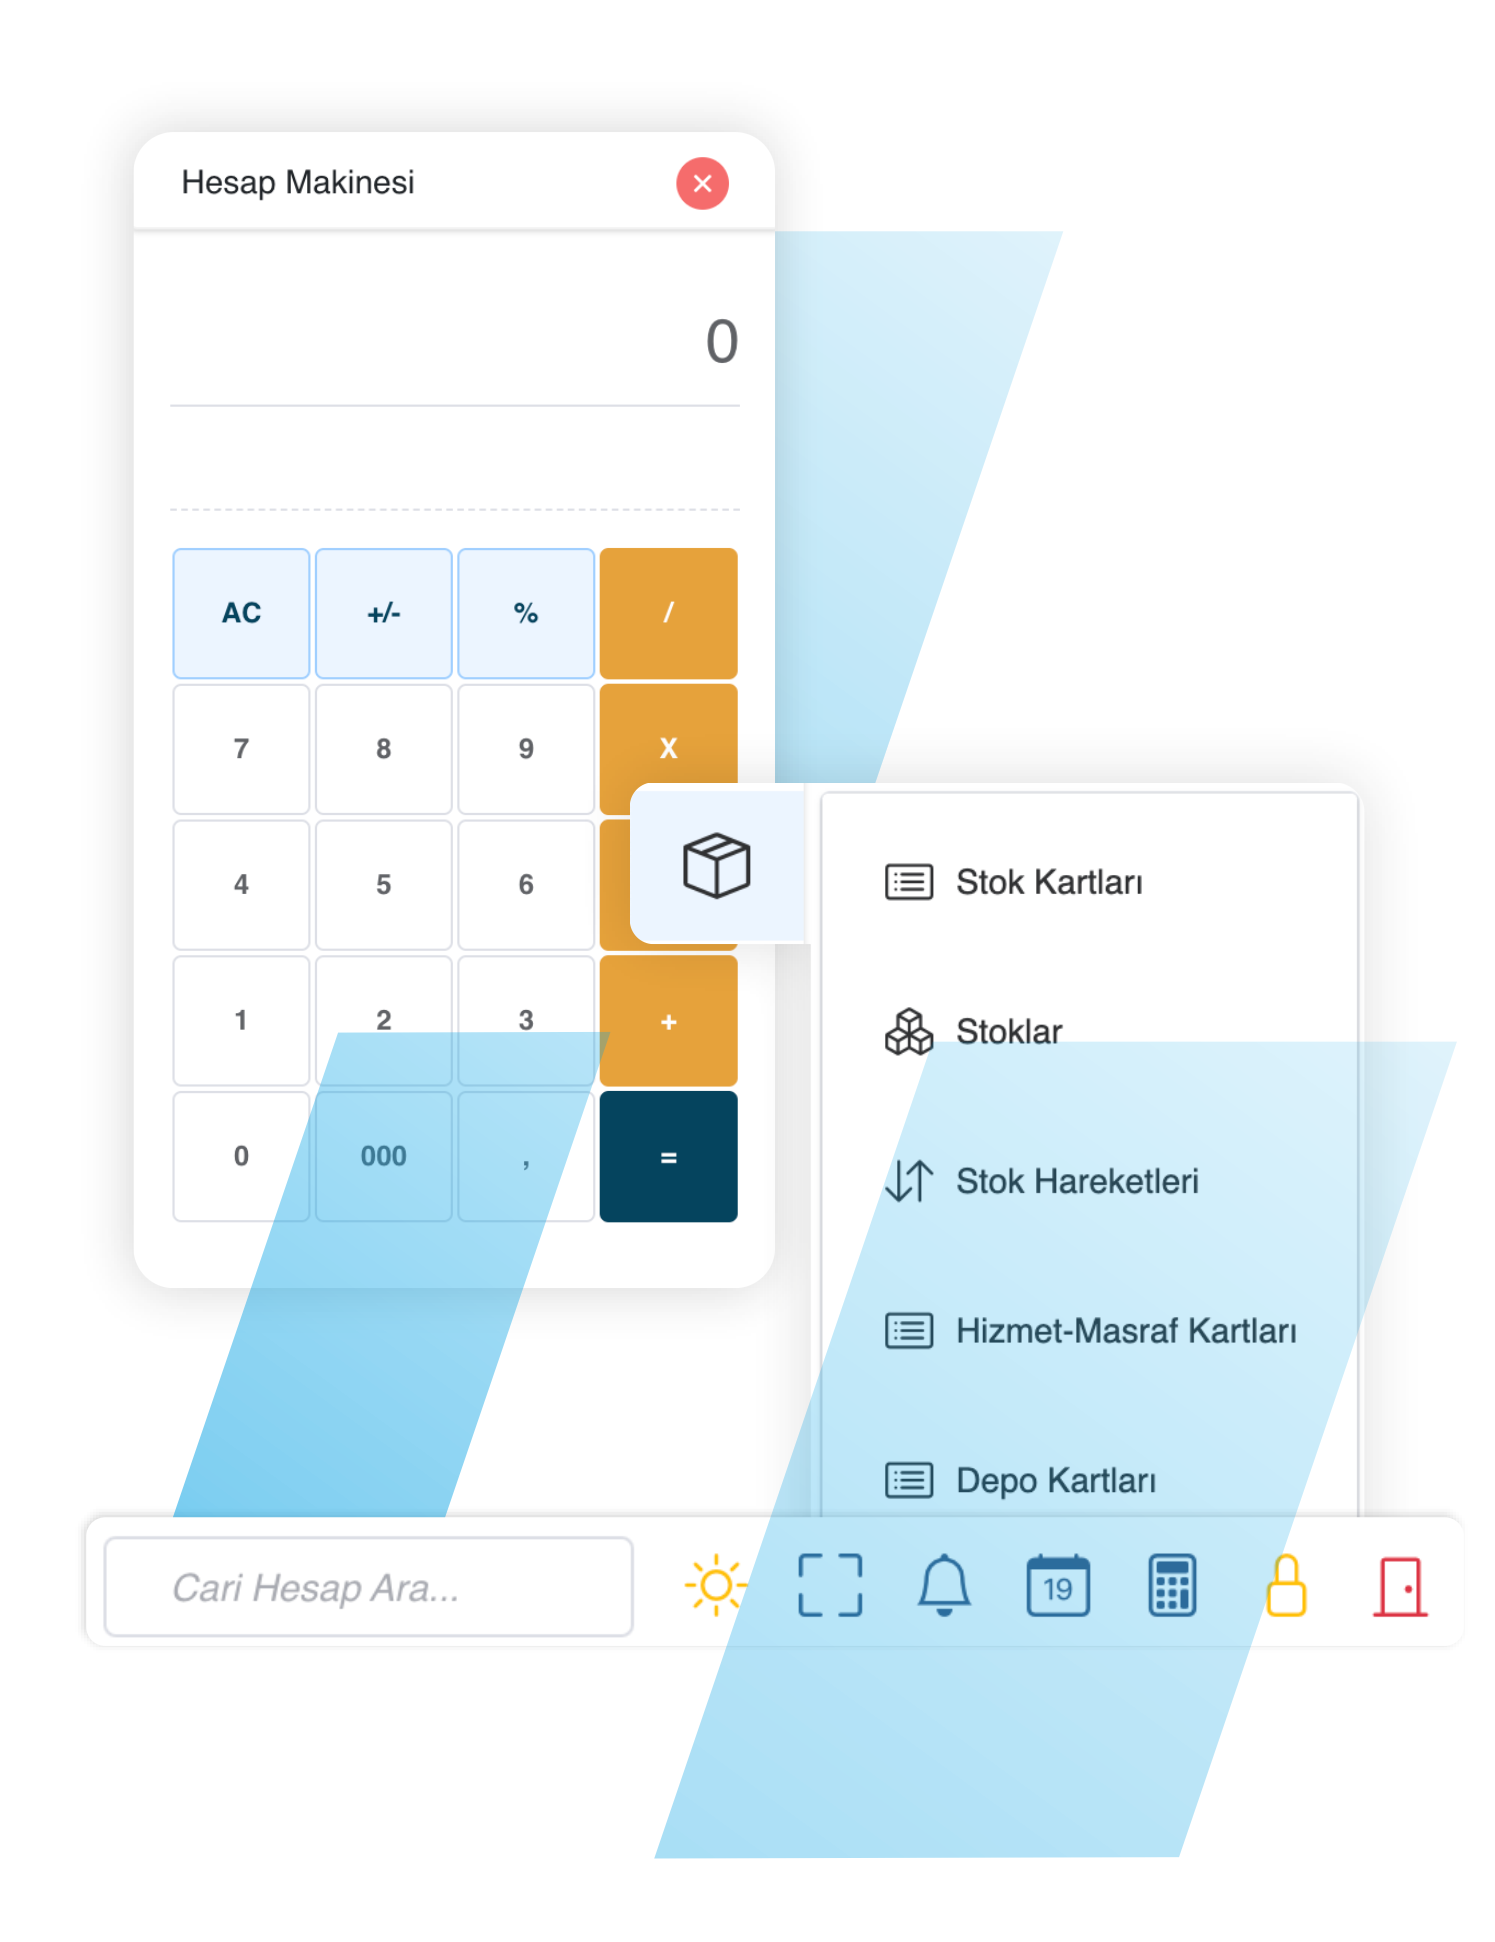 Hesap Makinesi
0
AC +/- % /
7 8 9 X
4 5 6
1 2 3 +
0 000 , =
Stok Kartları
Stoklar
Stok Hareketleri
Hizmet-Masraf Kartları
Depo Kartları
Cari Hesap Ara...
19